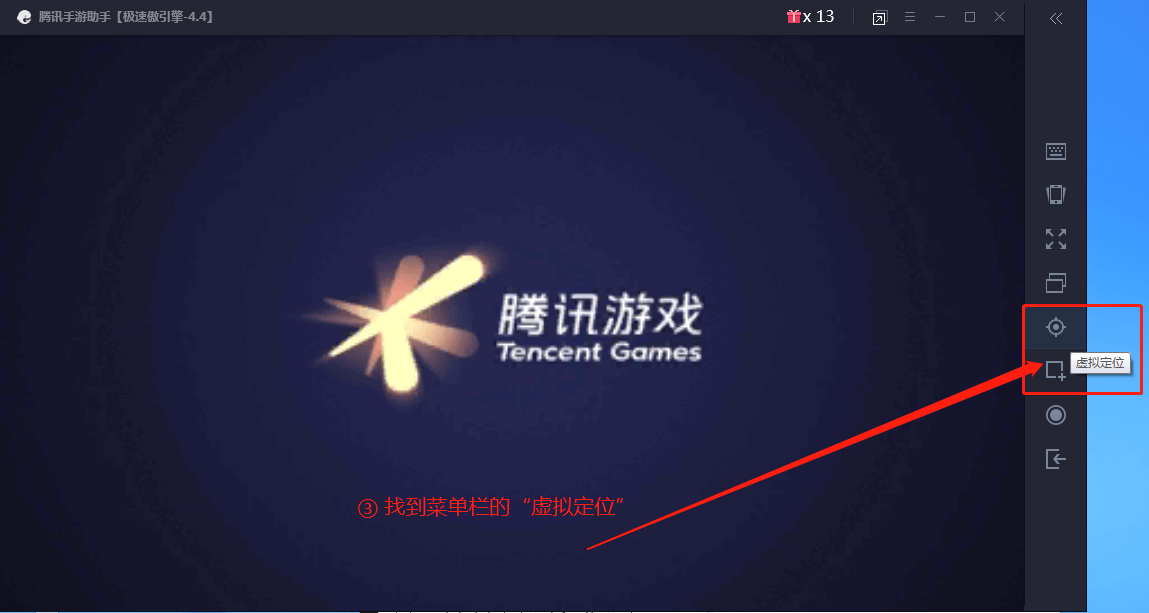 腾讯手游助手【极速傲引擎-4.4】
x 13
腾讯游戏
Tencent Games
虚拟定位
③ 找到菜单栏的“虚拟定位”